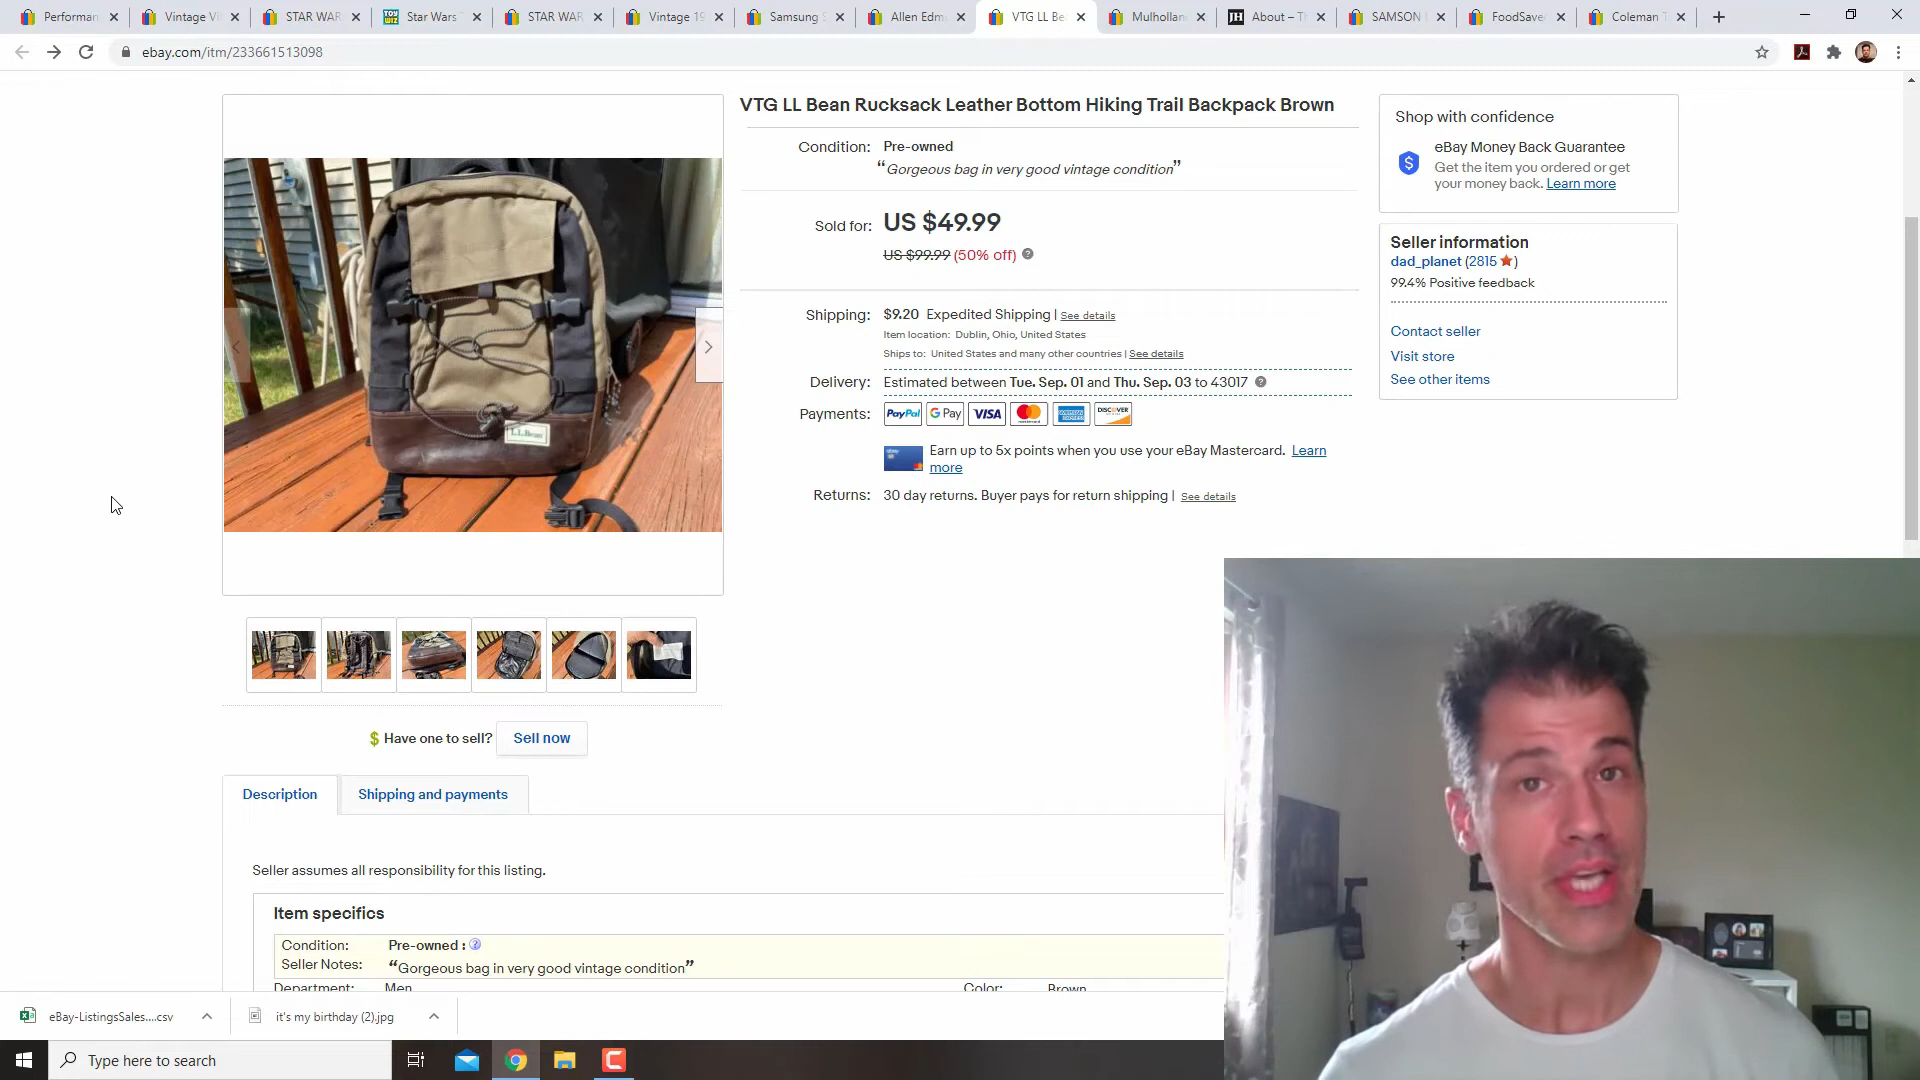 Performan
Vintage Vi
STAR WAR
Star Wars
STAR WAR
Vintage 19
Samsung S
Allen Edmu
VTG LL Be
Mulhollan
About – Th
SAMSON
FoodSave
Coleman T
ebay.com/itm/233661513098
VTG LL Bean Rucksack Leather Bottom Hiking Trail Backpack Brown
Condition: Pre-owned
“Gorgeous bag in very good vintage condition”
Sold for: US $49.99
US $99.99 (50% off)
Shipping: $9.20 Expedited Shipping | See details
Item location: Dublin, Ohio, United States
Ships to: United States and many other countries | See details
Delivery: Estimated between Tue. Sep. 01 and Thu. Sep. 03 to 43017
Payments: PayPal G Pay VISA mastercard AMERICAN EXPRESS DISCOVER
Earn up to 5x points when you use your eBay Mastercard. Learn
more
Returns: 30 day returns. Buyer pays for return shipping | See details
Shop with confidence
eBay Money Back Guarantee
Get the item you ordered or get
your money back. Learn more
Seller information
dad_planet (2815 ★)
99.4% Positive feedback
Contact seller
Visit store
See other items
L.L.Bean
$ Have one to sell? Sell now
Description
Shipping and payments
Seller assumes all responsibility for this listing.
Item specifics
Condition: Pre-owned :
Seller Notes: “Gorgeous bag in very good vintage condition”
Department: Men
Color: Brown
eBay-ListingsSales....csv
it's my birthday (2).jpg
Type here to search